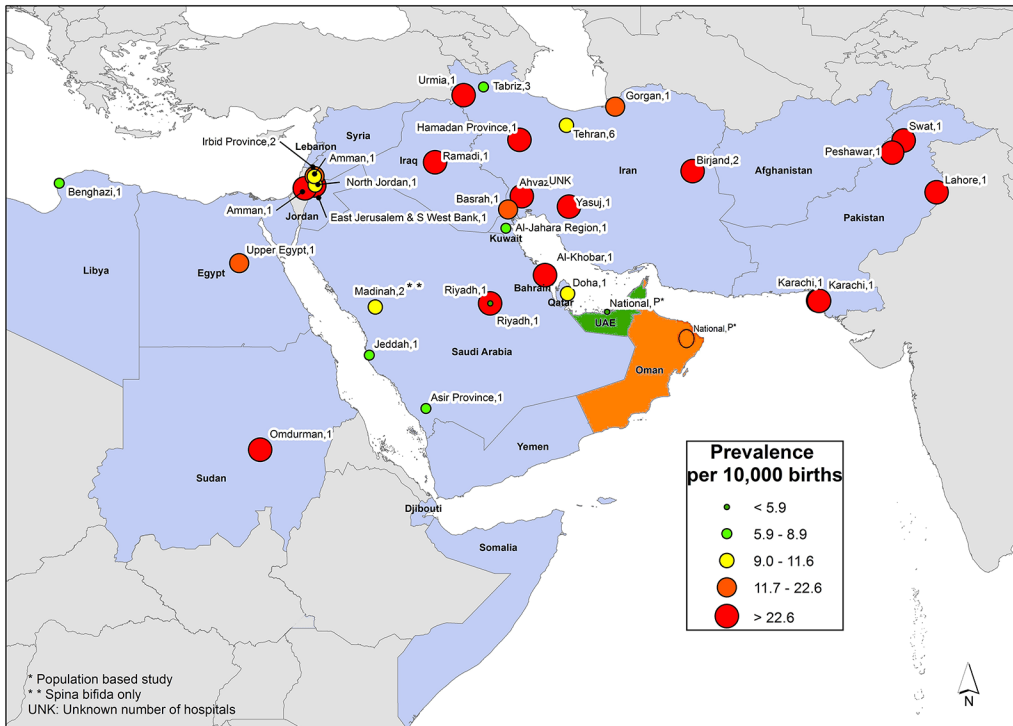 Urmia,1
Tabriz,3
Gorgan,1
Hamadan Province,1
Tehran,6
Swat,1
Peshawar,1
Irbid Province,2
Syria
Lebanon
Amman,1
Iraq
Ramadi,1
Iran
Birjand,2
Afghanistan
Lahore,1
Benghazi,1
North Jordan,1
Ahvaz
UNK
Basrah,1
Yasuj,1
Amman,1
Jordan
East Jerusalem & S West Bank,1
Al-Jahara Region,1
Kuwait
Pakistan
Libya
Egypt
Upper Egypt,1
Al-Khobar,1
Bahrain
Doha,1
Qatar
Karachi,1
Karachi,1
Madinah,2
* *
Riyadh,1
Riyadh,1
National,P*
UAE
National,P*
Jeddah,1
Saudi Arabia
Oman
Asir Province,1
Omdurman,1
Yemen
Sudan
Djibouti
Somalia
Prevalence
per 10,000 births
< 5.9
5.9 - 8.9
9.0 - 11.6
11.7 - 22.6
> 22.6
* Population based study
* * Spina bifida only
UNK: Unknown number of hospitals
N